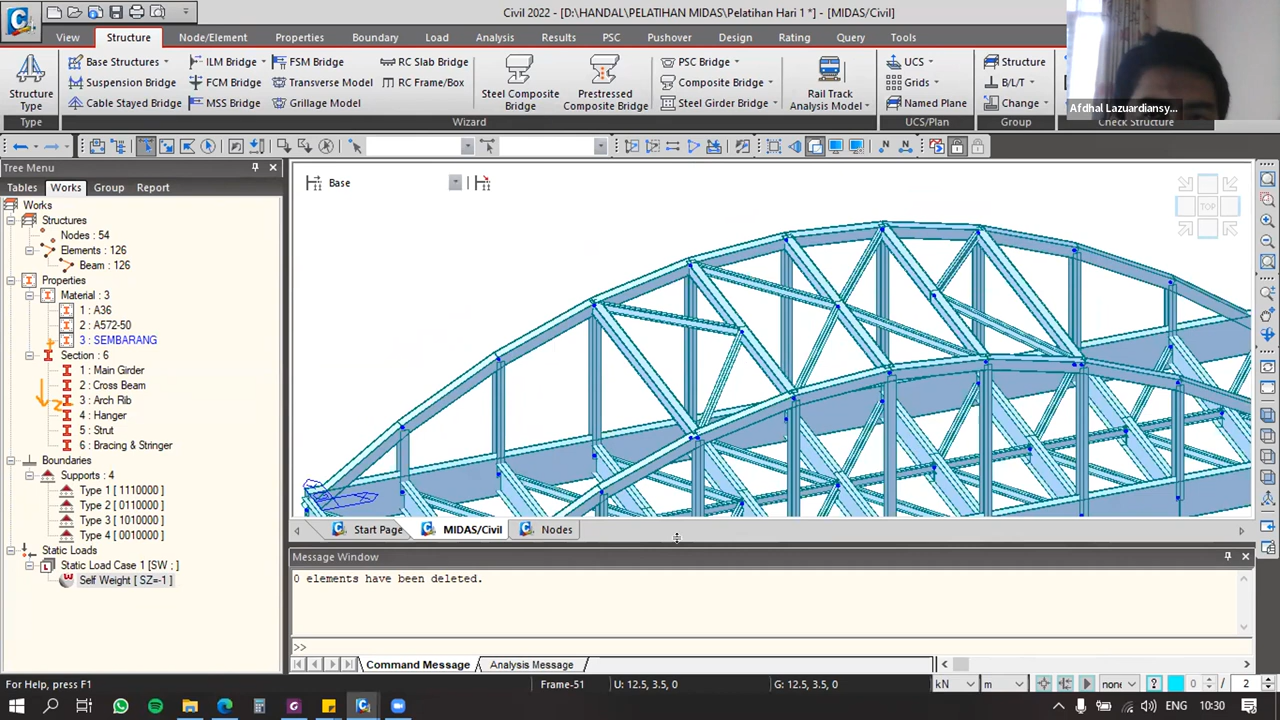 Civil 2022 - [D:\HANDAL\PELATIHAN MIDAS\Pelatihan Hari 1 *] - [MIDAS/Civil]
View Structure Node/Element Properties Boundary Load Analysis Results PSC Pushover Design Rating Query Tools
Structure Type
Type
Base Structures
Suspension Bridge
Cable Stayed Bridge
ILM Bridge
FCM Bridge
MSS Bridge
FSM Bridge
Transverse Model
Grillage Model
RC Slab Bridge
RC Frame/Box
Steel Composite Bridge
Prestressed Composite Bridge
PSC Bridge
Composite Bridge
Steel Girder Bridge
Rail Track Analysis Model
Wizard
UCS
Grids
Named Plane
UCS/Plan
Structure
B/L/T
Change
Group
Check Structure
Afdhal Lazuardiansy...
Tree Menu
Tables Works Group Report
Works
Structures
Nodes : 54
Elements : 126
Beam : 126
Properties
Material : 3
1 : A36
2 : A572-50
3 : SEMBARANG
Section : 6
1 : Main Girder
2 : Cross Beam
3 : Arch Rib
4 : Hanger
5 : Strut
6 : Bracing & Stringer
Boundaries
Supports : 4
Type 1 [ 1110000 ]
Type 2 [ 0110000 ]
Type 3 [ 1010000 ]
Type 4 [ 0010000 ]
Static Loads
Static Load Case 1 [SW ; ]
Self Weight [ SZ=-1 ]
Base
TOP
Start Page MIDAS/Civil Nodes
Message Window
0 elements have been deleted.
>>
Command Message Analysis Message
For Help, press F1 Frame-51 U: 12.5, 3.5, 0 G: 12.5, 3.5, 0 kN m none 0 / 2
ENG 10:30